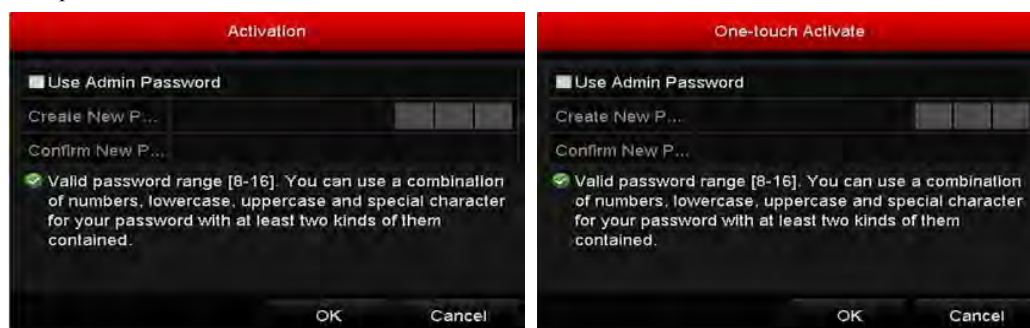 Activation
Use Admin Password
Create New P...
Confirm New P...
Valid password range [8-16]. You can use a combination
of numbers, lowercase, uppercase and special character
for your password with at least two kinds of them
contained.
OK Cancel
One-touch Activate
Use Admin Password
Create New P...
Confirm New P...
Valid password range [8-16]. You can use a combination
of numbers, lowercase, uppercase and special character
for your password with at least two kinds of them
contained.
OK Cancel